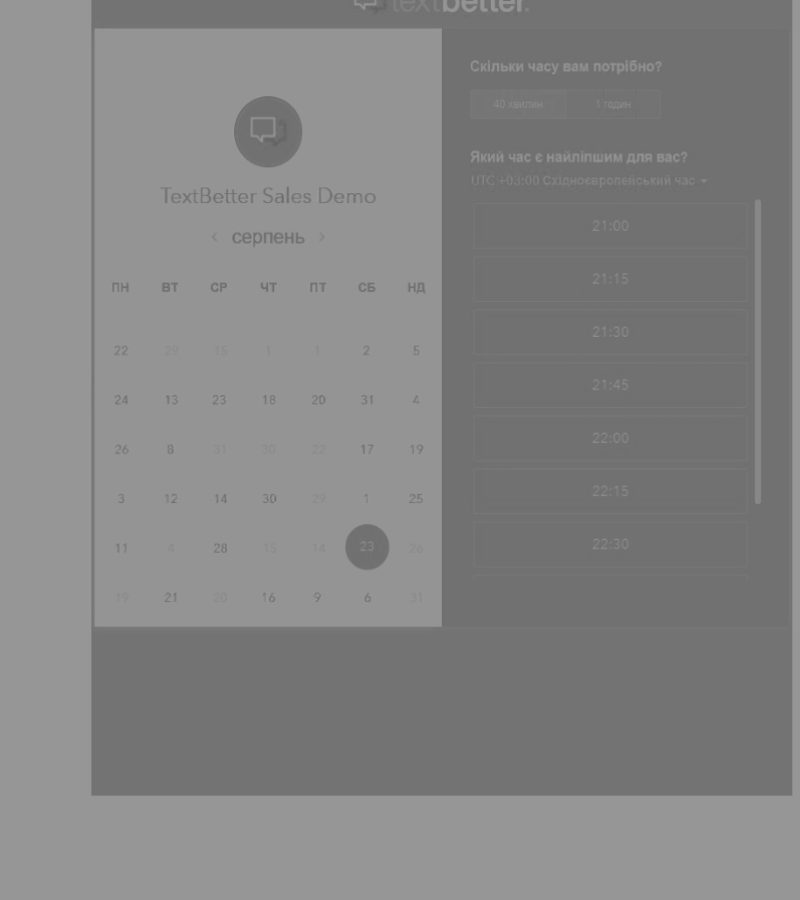 textbetter.
TextBetter Sales Demo
серпень
ПН ВТ СР ЧТ ПТ СБ НД
22 29 15 1 1 2 5
24 13 23 18 20 31 4
26 8 31 30 22 17 19
3 12 14 30 29 1 25
11 4 28 15 14 23 26
19 21 20 16 9 6 31
Скільки часу вам потрібно?
40 хвилин 1 годин
Який час є найліпшим для вас?
UTC +03:00 Східноєвропейський час
21:00
21:15
21:30
21:45
22:00
22:15
22:30